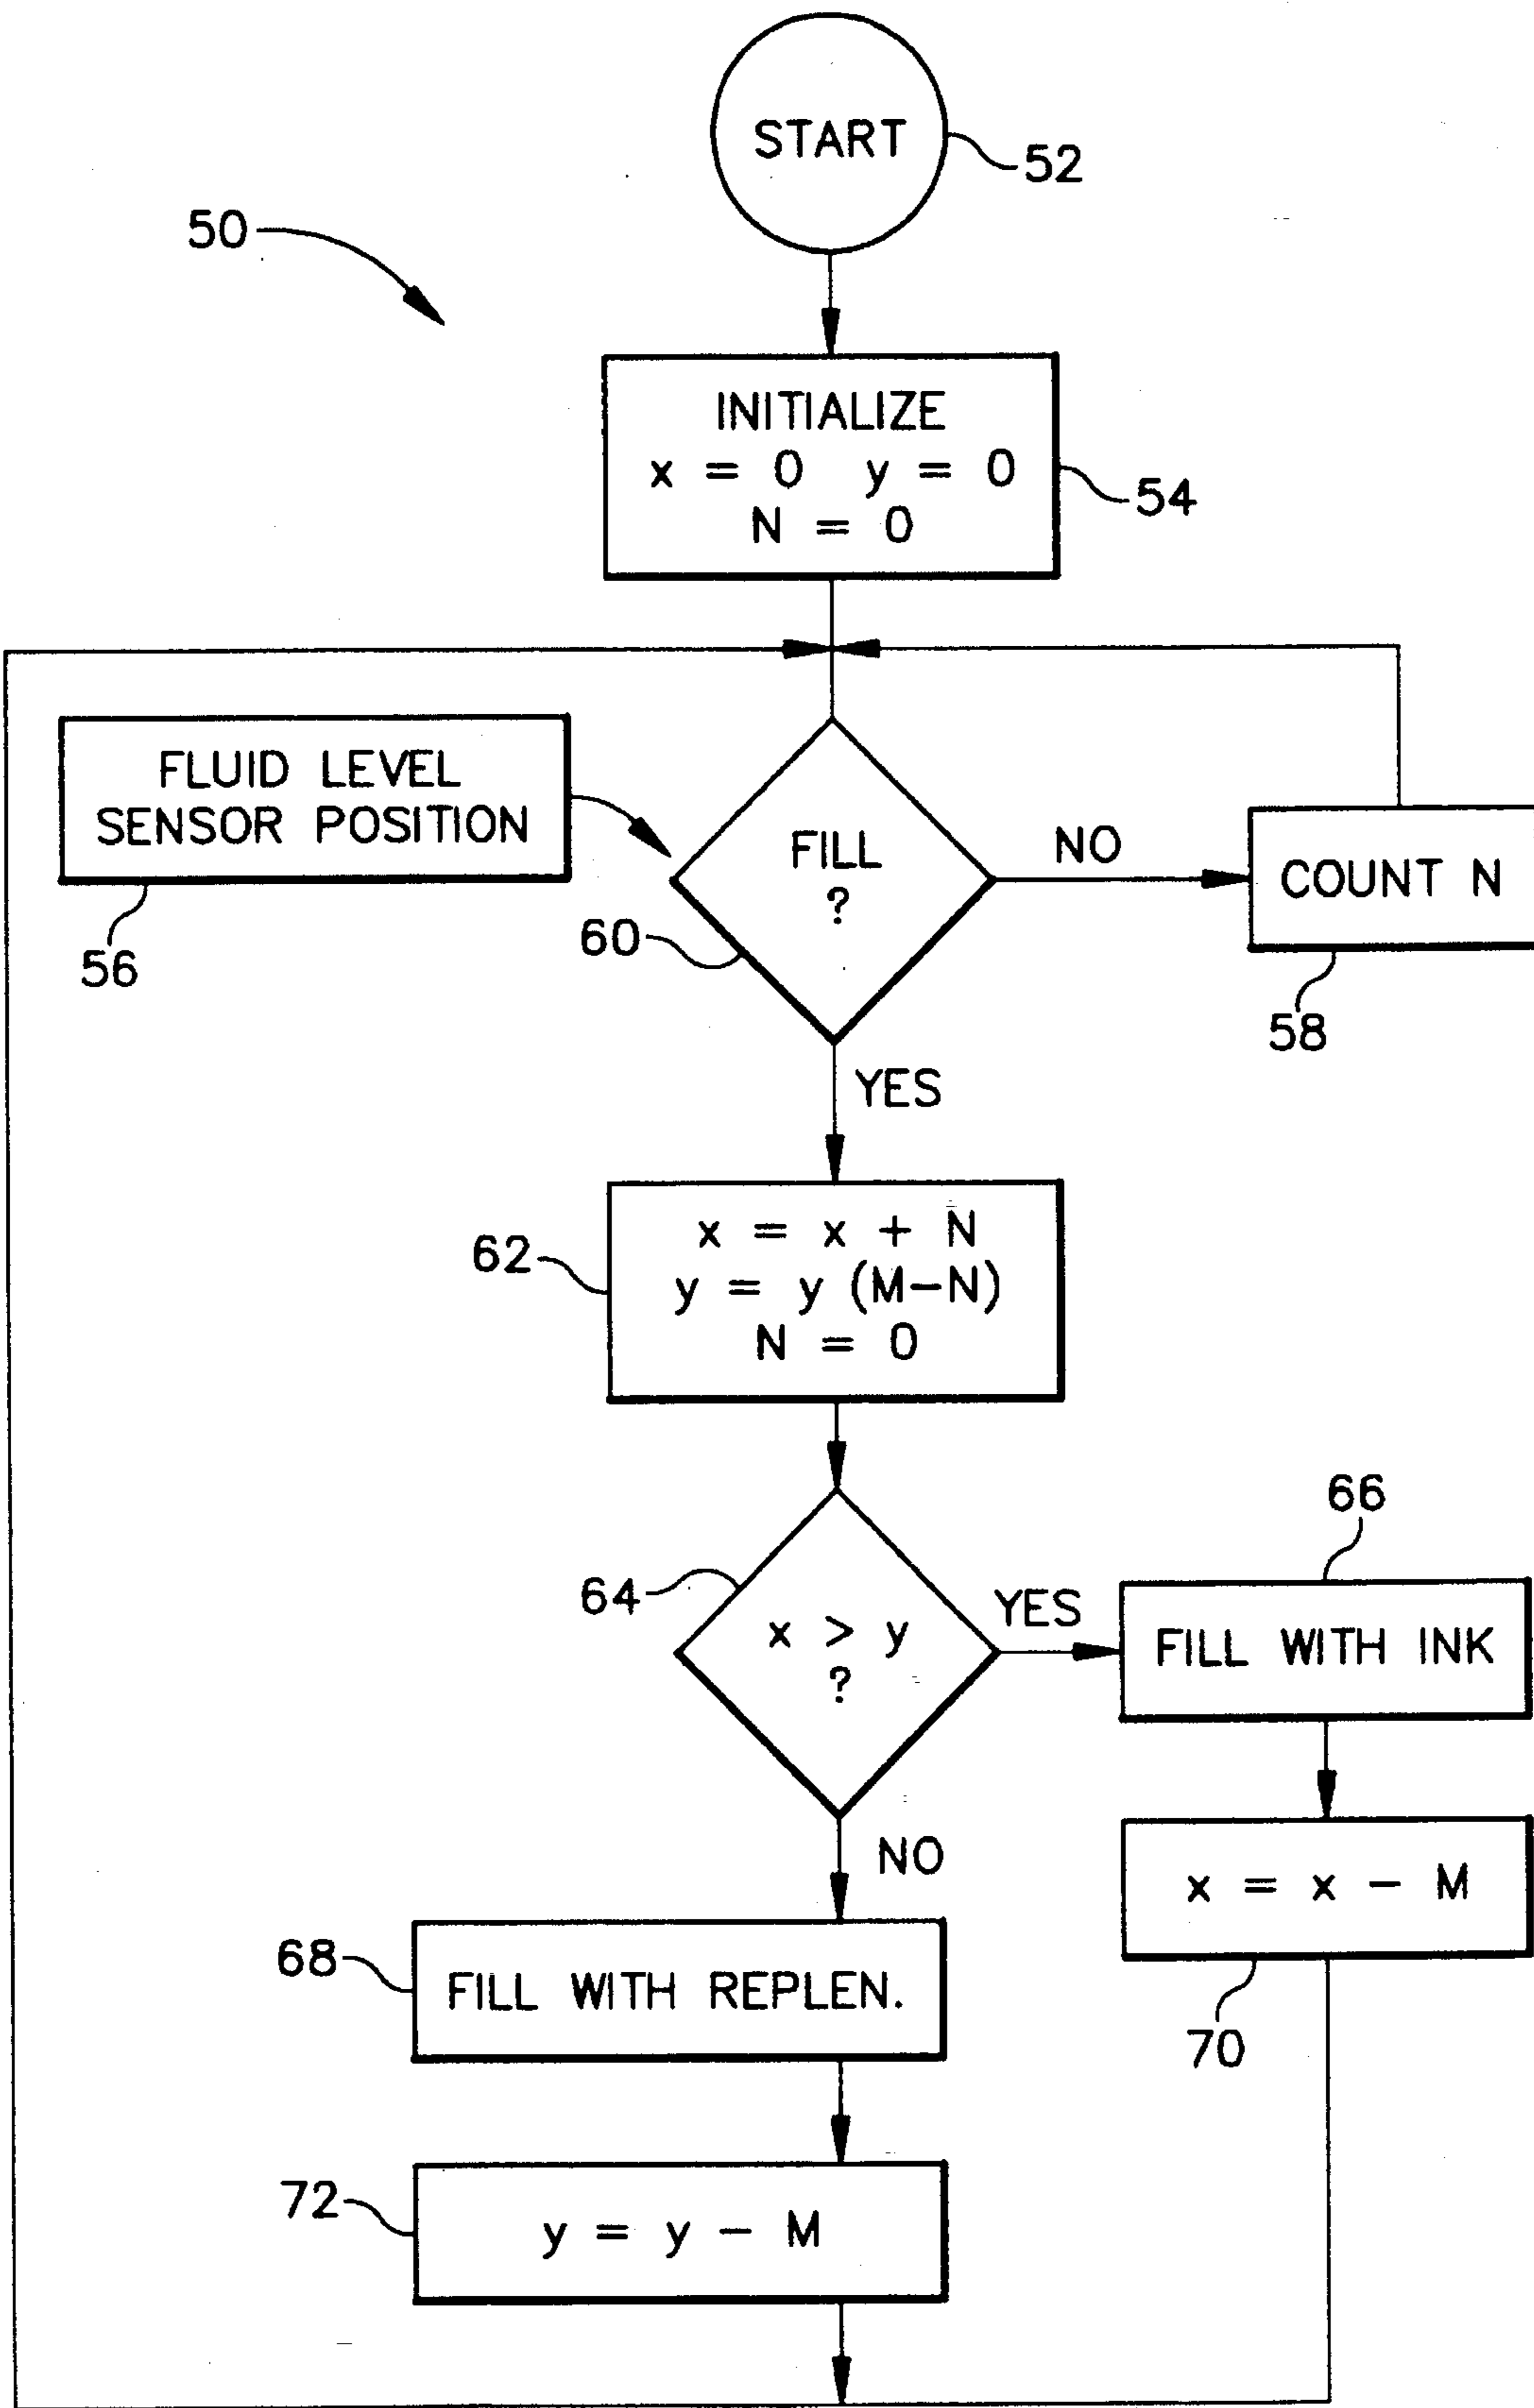 START
52
50
INITIALIZE
x = 0 y = 0
N = 0
54
FLUID LEVEL
SENSOR POSITION
56
FILL
?
60
NO
COUNT N
58
YES
62
x = x + N
y = y (M-N)
N = 0
64
x > y
?
YES
66
FILL WITH INK
NO
x = x - M
70
68
FILL WITH REPLEN.
72
y = y - M